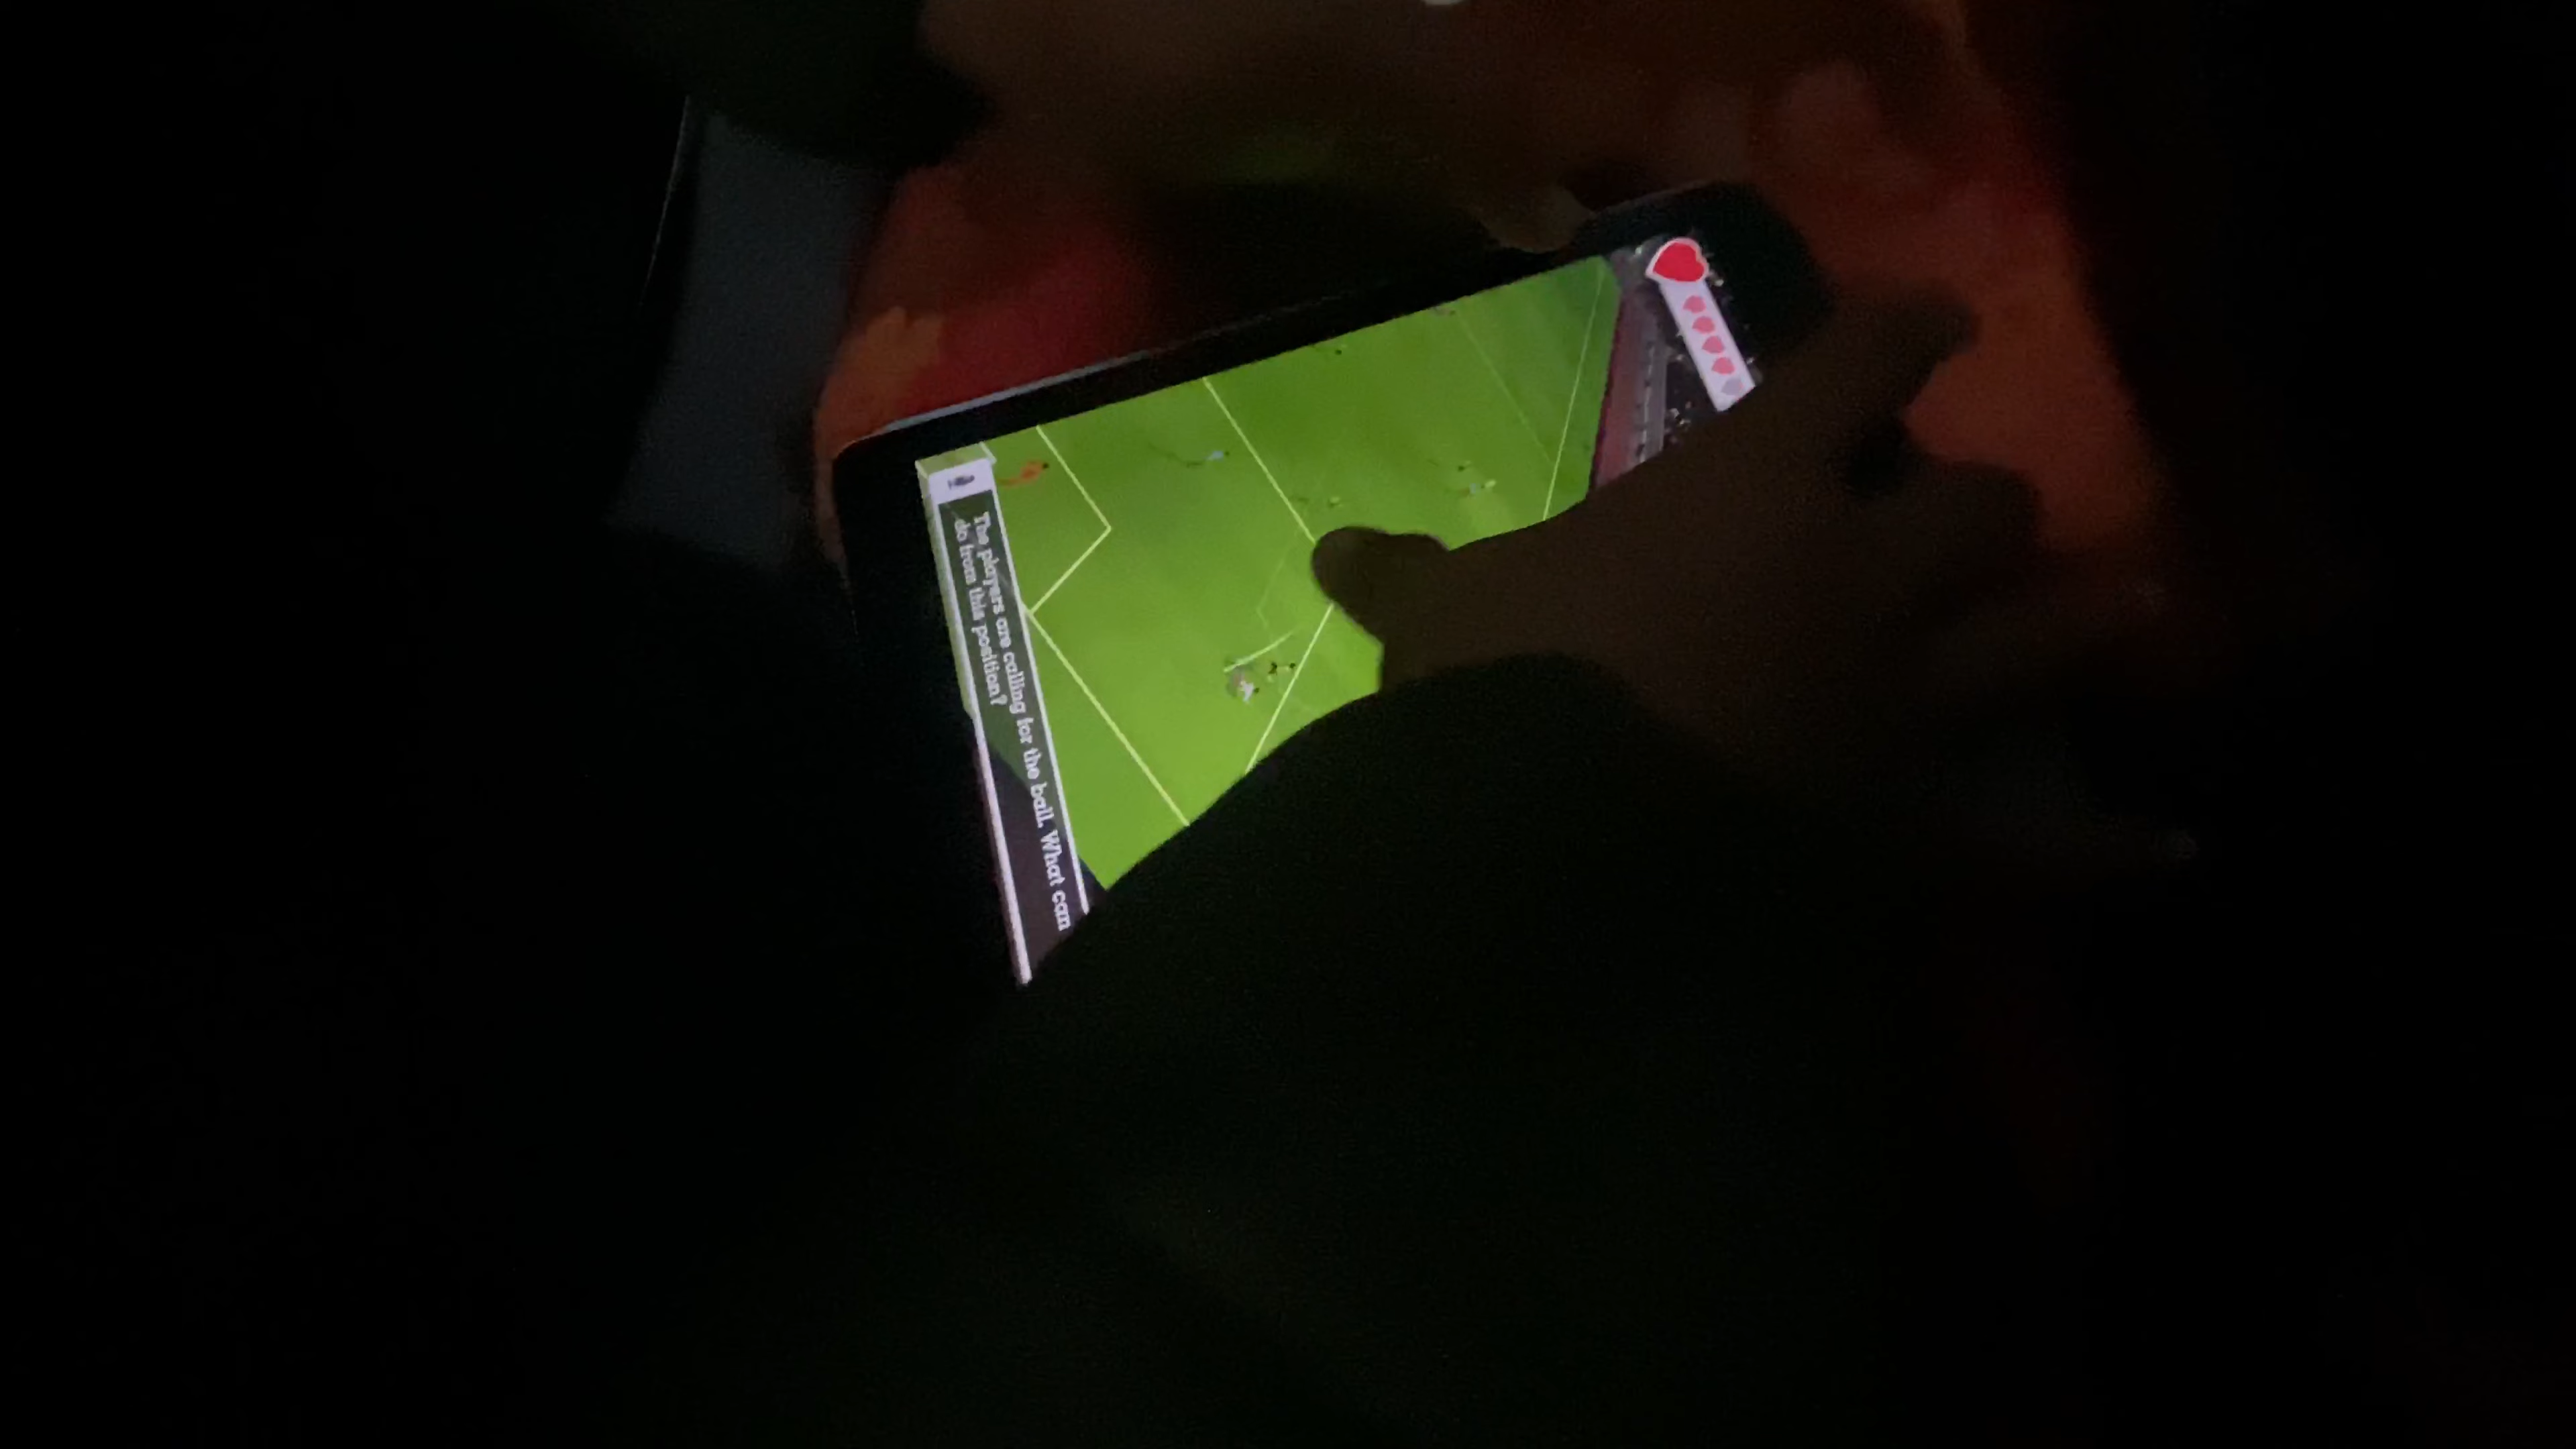 The players are calling for the ball. What can
do from this position?